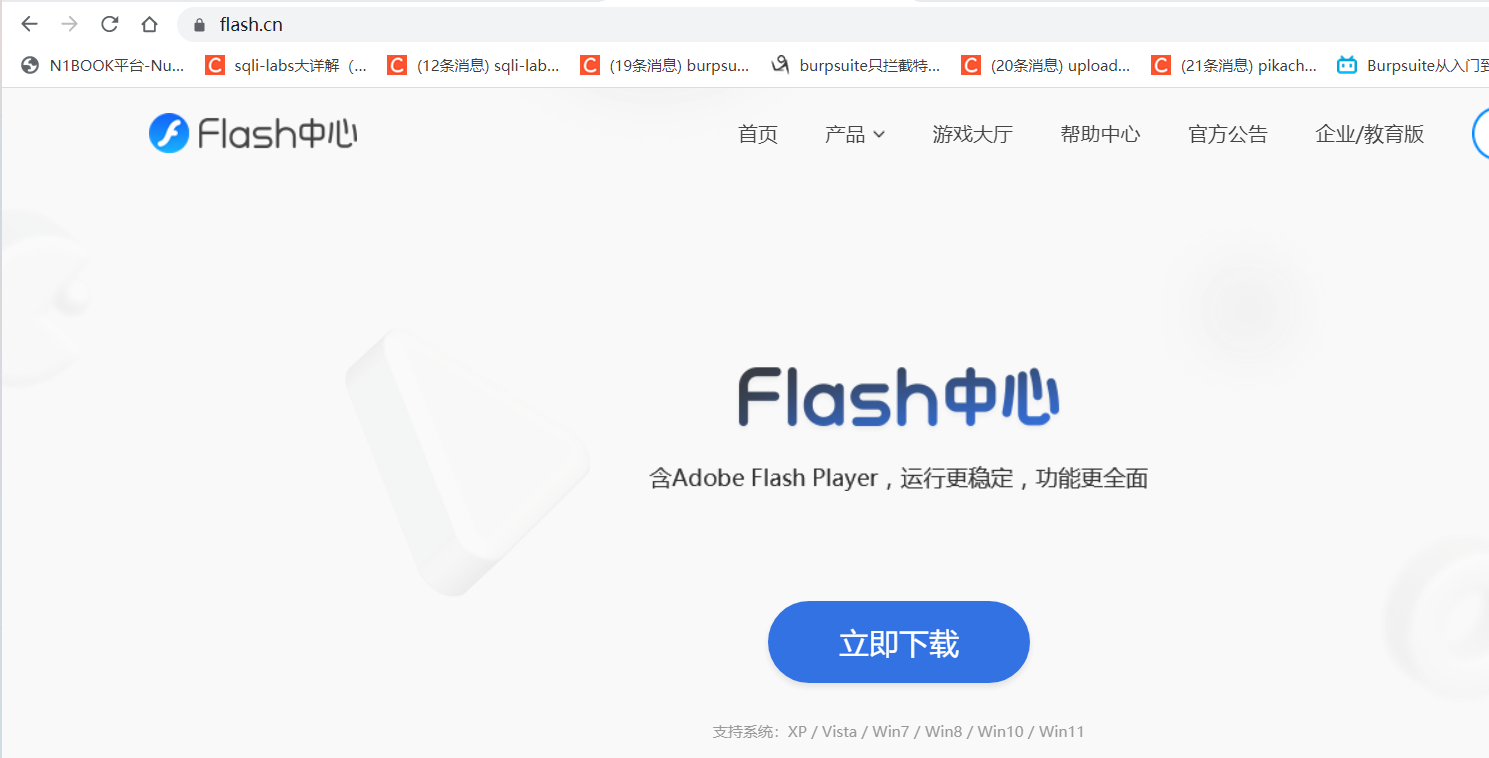 flash.cn
N1BOOK平台-Nu... sqli-labs大详解（... (12条消息) sqli-lab... (19条消息) burpsu... burpsuite只拦截特... (20条消息) upload... (21条消息) pikach... Burpsuite从入门到
Flash中心 首页 产品 游戏大厅 帮助中心 官方公告 企业/教育版
Flash中心
含Adobe Flash Player，运行更稳定，功能更全面
立即下载
支持系统：XP / Vista / Win7 / Win8 / Win10 / Win11